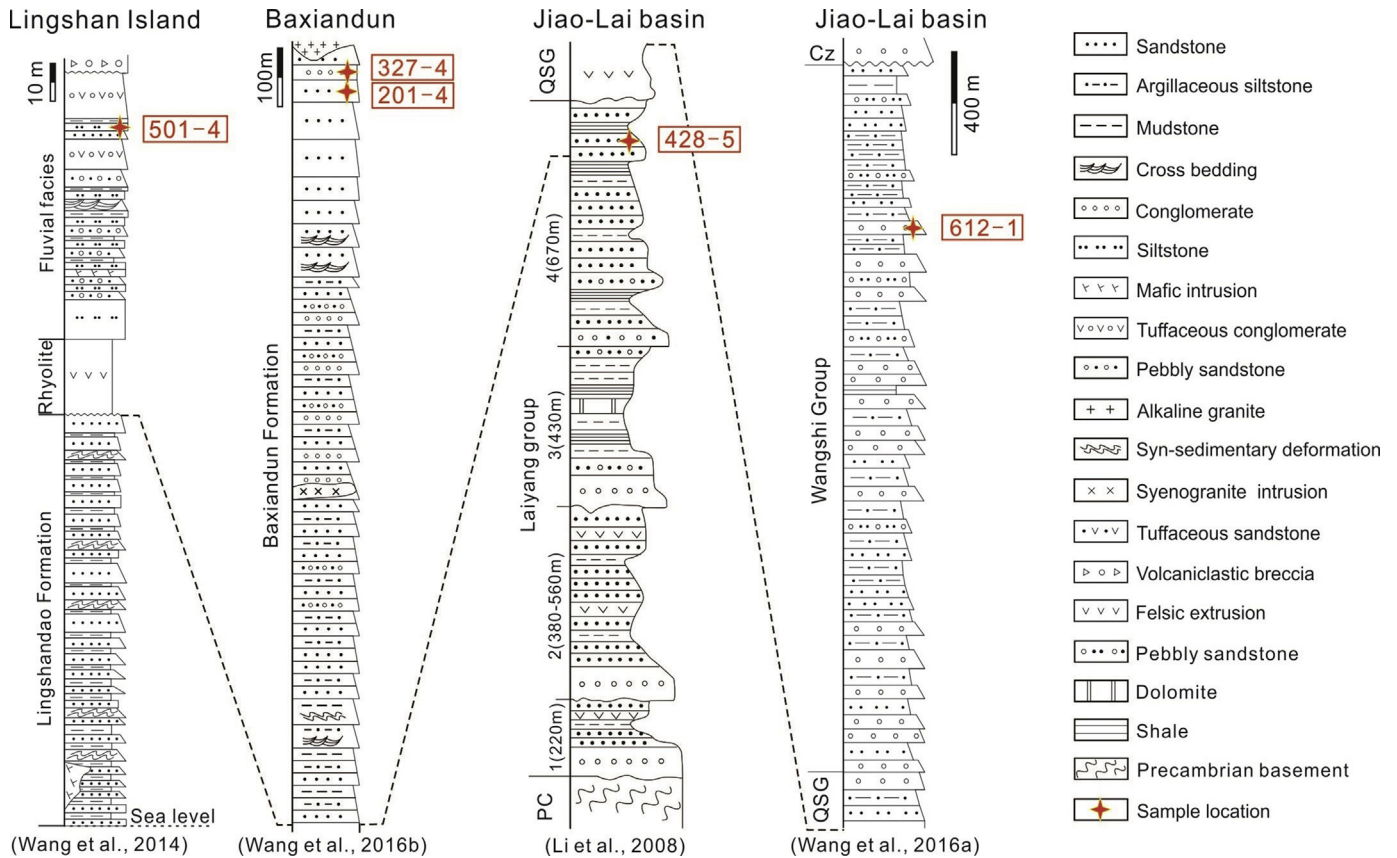 Lingshan Island
Baxiandun
Jiao-Lai basin
Jiao-Lai basin
10 m
501-4
Fluvial facies
Rhyolite
Lingshandao Formation
Sea level
(Wang et al., 2014)
100m
327-4
201-4
Baxiandun Formation
(Wang et al., 2016b)
QSG
428-5
4(670m)
3(430m)
Laiyang group
2(380-560m)
1(220m)
PC
(Li et al., 2008)
Cz
400 m
612-1
Wangshi Group
QSG
(Wang et al., 2016a)
Sandstone
Argillaceous siltstone
Mudstone
Cross bedding
Conglomerate
Siltstone
Mafic intrusion
Tuffaceous conglomerate
Pebbly sandstone
Alkaline granite
Syn-sedimentary deformation
Syenogranite intrusion
Tuffaceous sandstone
Volcaniclastic breccia
Felsic extrusion
Pebbly sandstone
Dolomite
Shale
Precambrian basement
Sample location